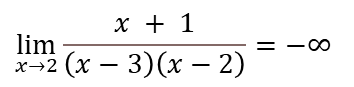 lim x→2 (x + 1) / ((x − 3)(x − 2)) = −∞